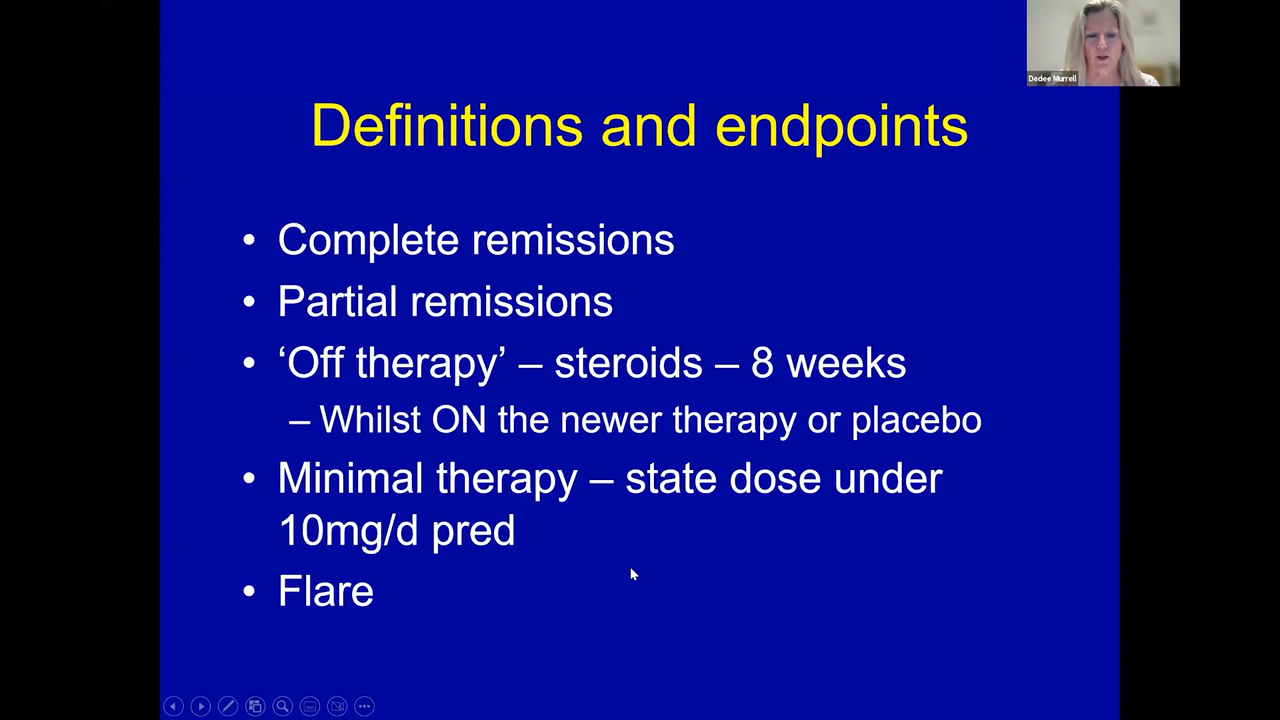 Dedee Murrell
Definitions and endpoints
• Complete remissions
• Partial remissions
• ‘Off therapy’ – steroids – 8 weeks
– Whilst ON the newer therapy or placebo
• Minimal therapy – state dose under
10mg/d pred
• Flare